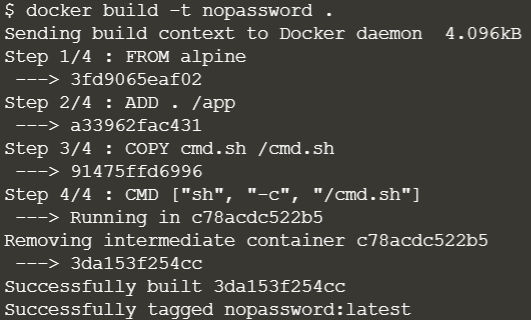 $ docker build -t nopassword .
Sending build context to Docker daemon  4.096kB
Step 1/4 : FROM alpine
 ---> 3fd9065eaf02
Step 2/4 : ADD . /app
 ---> a33962fac431
Step 3/4 : COPY cmd.sh /cmd.sh
 ---> 91475ffd6996
Step 4/4 : CMD ["sh", "-c", "/cmd.sh"]
 ---> Running in c78acdc522b5
Removing intermediate container c78acdc522b5
 ---> 3da153f254cc
Successfully built 3da153f254cc
Successfully tagged nopassword:latest